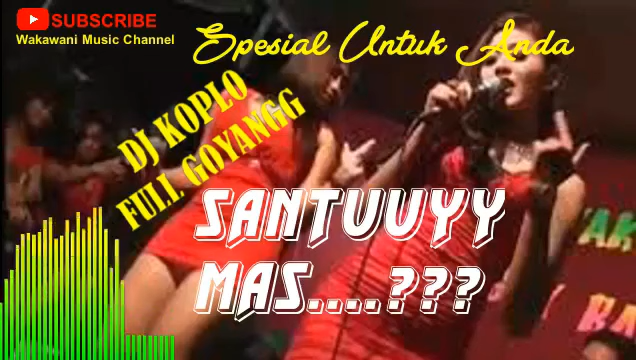 SUBSCRIBE
Wakawani Music Channel
Spesial Untuk Anda
DJ KOPLO
FULL GOYANGG
SANTUUYY
MAS....???